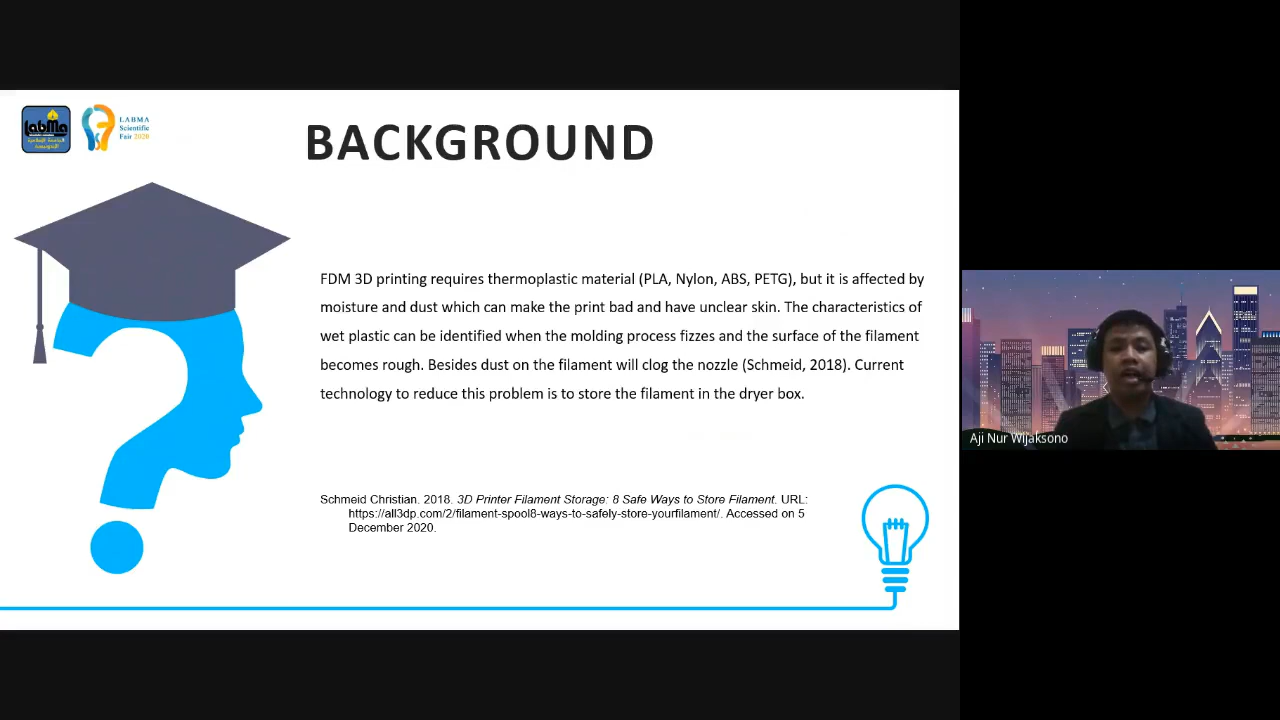 LabMa
LABMA
Scientific
Fair 2020
BACKGROUND
FDM 3D printing requires thermoplastic material (PLA, Nylon, ABS, PETG), but it is affected by
moisture and dust which can make the print bad and have unclear skin. The characteristics of
wet plastic can be identified when the molding process fizzes and the surface of the filament
becomes rough. Besides dust on the filament will clog the nozzle (Schmeid, 2018). Current
technology to reduce this problem is to store the filament in the dryer box.
Schmeid Christian. 2018. 3D Printer Filament Storage: 8 Safe Ways to Store Filament. URL:
https://all3dp.com/2/filament-spool8-ways-to-safely-store-yourfilament/. Accessed on 5
December 2020.
Aji Nur Wijaksono